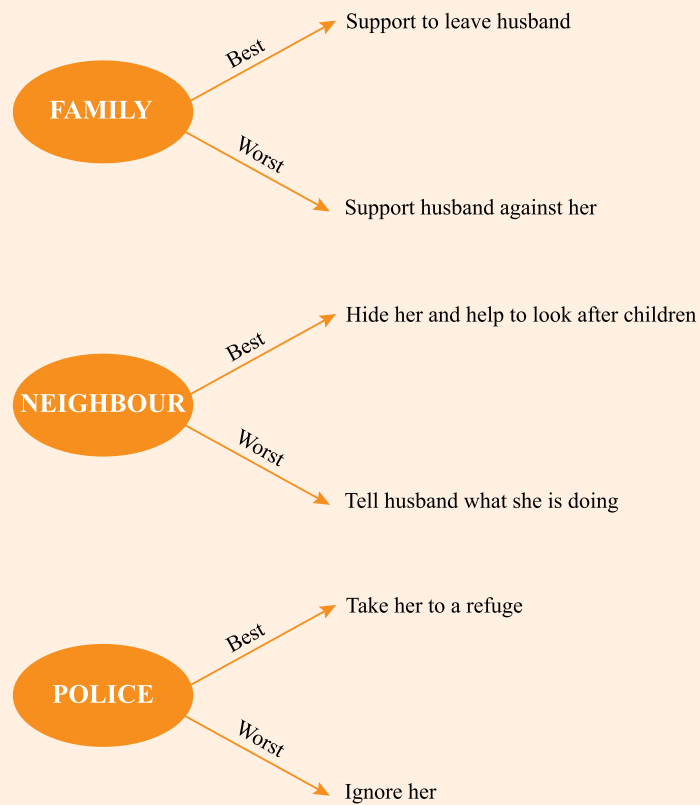 Support to leave husband
Best
FAMILY
Worst
Support husband against her
Hide her and help to look after children
Best
NEIGHBOUR
Worst
Tell husband what she is doing
Take her to a refuge
Best
POLICE
Worst
Ignore her